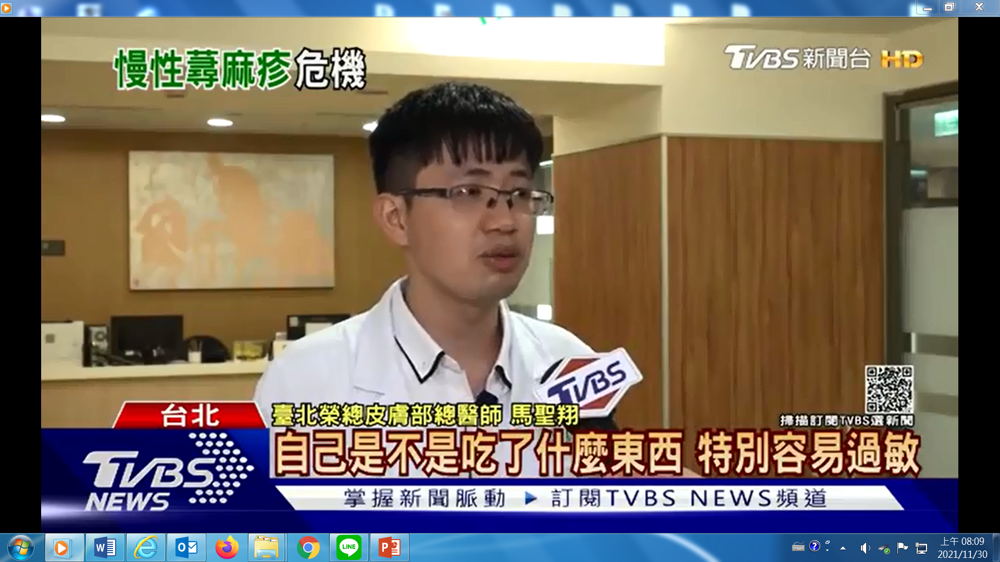 慢性蕁麻疹危機
TVBS新聞台 HD
TVBS
掃描訂閱TVBS選新聞
台北
臺北榮總皮膚部總醫師 馬聖翔
自己是不是吃了什麼東西 特別容易過敏
TVBS
NEWS
掌握新聞脈動 ▶ 訂閱TVBS NEWS頻道
LINE
上午 08:09
2021/11/30